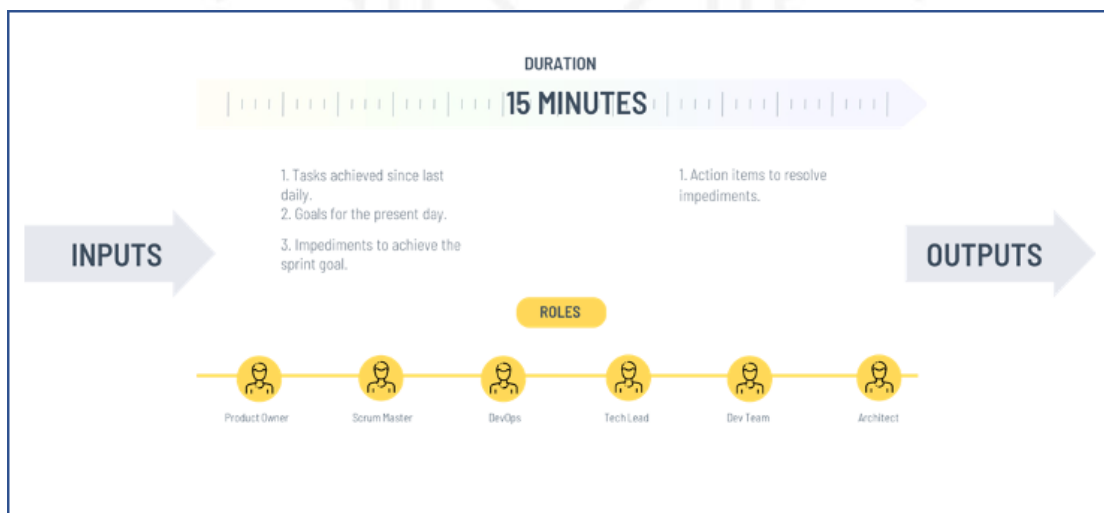 DURATION
15 MINUTES
1. Tasks achieved since last
daily.
2. Goals for the present day.
3. Impediments to achieve the
sprint goal.
1. Action items to resolve
impediments.
INPUTS
OUTPUTS
ROLES
Product Owner
Scrum Master
DevOps
Tech Lead
Dev Team
Architect